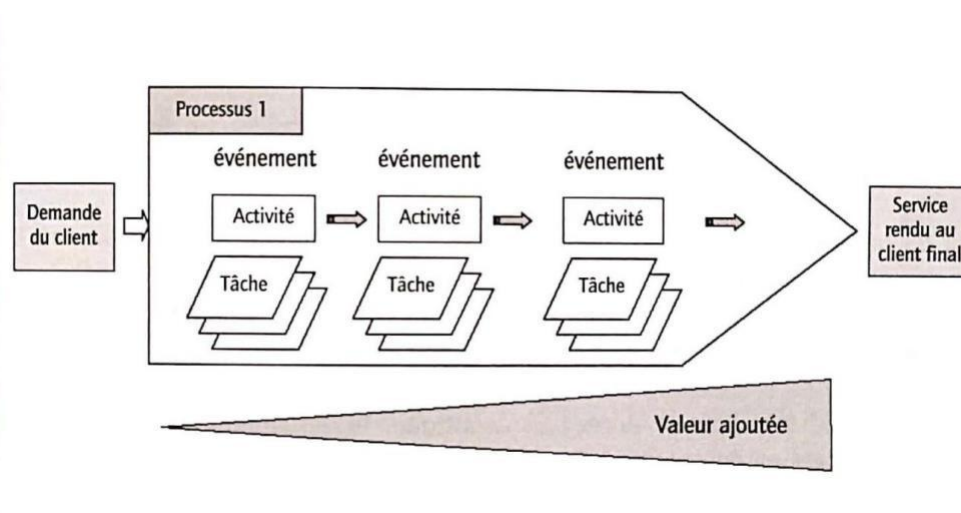 Processus 1
événement événement événement
Demande
du client
Activité Activité Activité
Service
rendu au
client final
Tâche Tâche Tâche
Valeur ajoutée